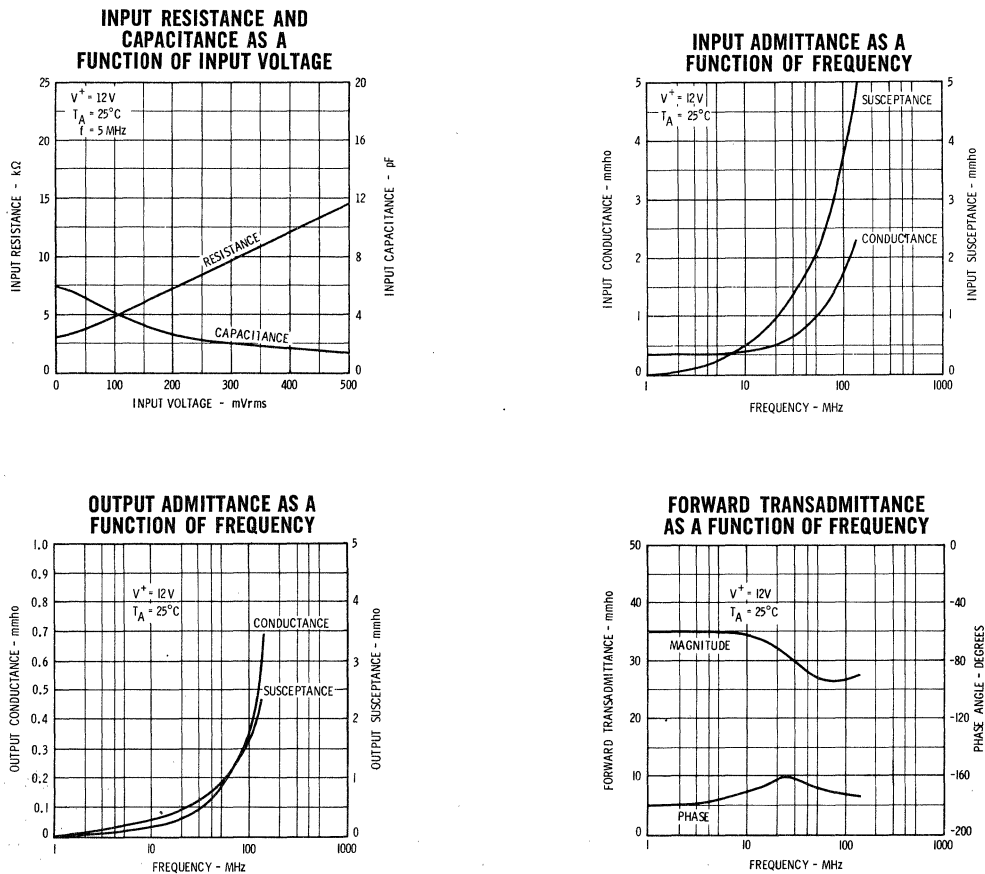 INPUT RESISTANCE AND
CAPACITANCE AS A
FUNCTION OF INPUT VOLTAGE
V+ = 12V
TA = 25°C
f = 5 MHz
25
20
15
10
5
0
20
16
12
8
4
0
INPUT RESISTANCE - kΩ
INPUT CAPACITANCE - pF
RESISTANCE
CAPACITANCE
0 100 200 300 400 500
INPUT VOLTAGE - mVrms
INPUT ADMITTANCE AS A
FUNCTION OF FREQUENCY
V+ = 12V
TA = 25°C
5
4
3
2
1
0
5
4
3
2
1
0
INPUT CONDUCTANCE - mmho
INPUT SUSCEPTANCE - mmho
SUSCEPTANCE
CONDUCTANCE
1 10 100 1000
FREQUENCY - MHz
OUTPUT ADMITTANCE AS A
FUNCTION OF FREQUENCY
V+ = 12V
TA = 25°C
1.0
0.9
0.8
0.7
0.6
0.5
0.4
0.3
0.2
0.1
0
5
4
3
2
1
0
OUTPUT CONDUCTANCE - mmho
OUTPUT SUSCEPTANCE - mmho
CONDUCTANCE
SUSCEPTANCE
1 10 100 1000
FREQUENCY - MHz
FORWARD TRANSADMITTANCE
AS A FUNCTION OF FREQUENCY
V+ = 12V
TA = 25°C
50
40
30
20
10
0
0
-40
-80
-120
-160
-200
FORWARD TRANSADMITTANCE - mmho
PHASE ANGLE - DEGREES
MAGNITUDE
PHASE
1 10 100 1000
FREQUENCY - MHz